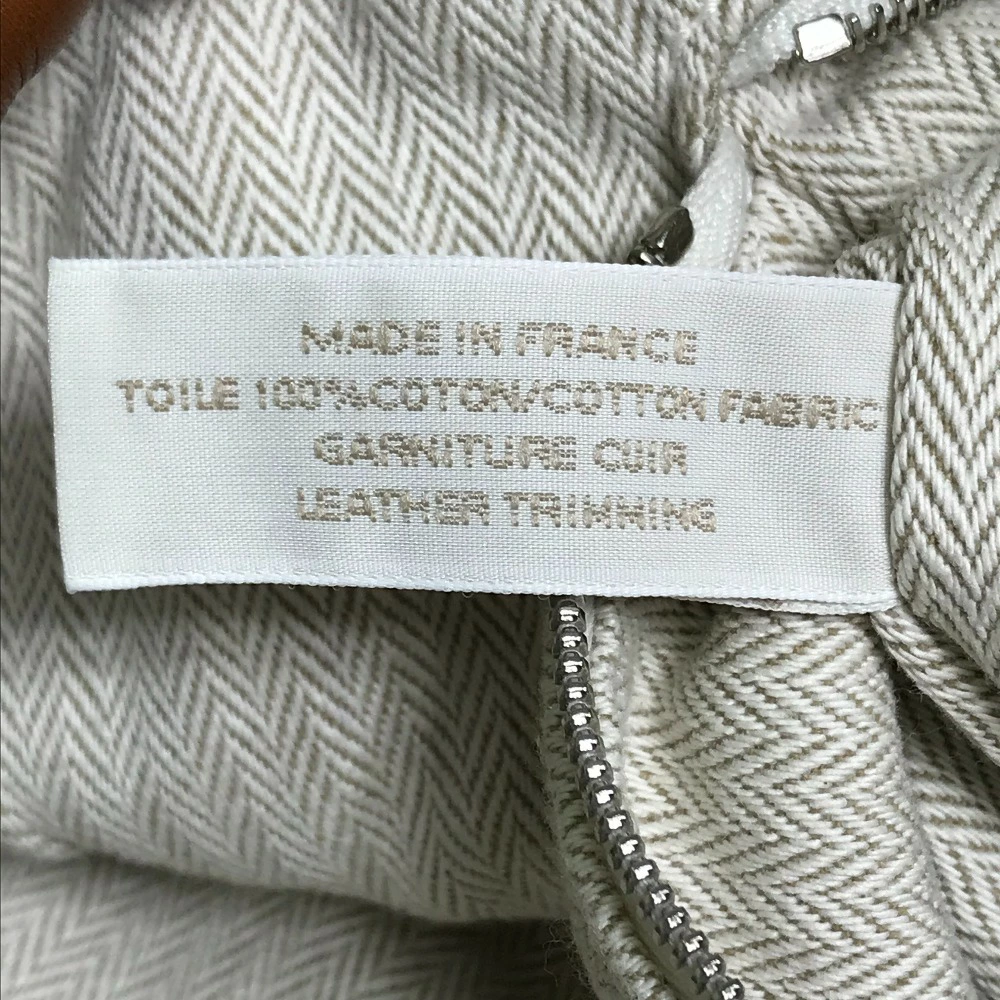 MADE IN FRANCE
TOILE 100%COTON/COTTON FABRIC
GARNITURE CUIR
LEATHER TRIMMING